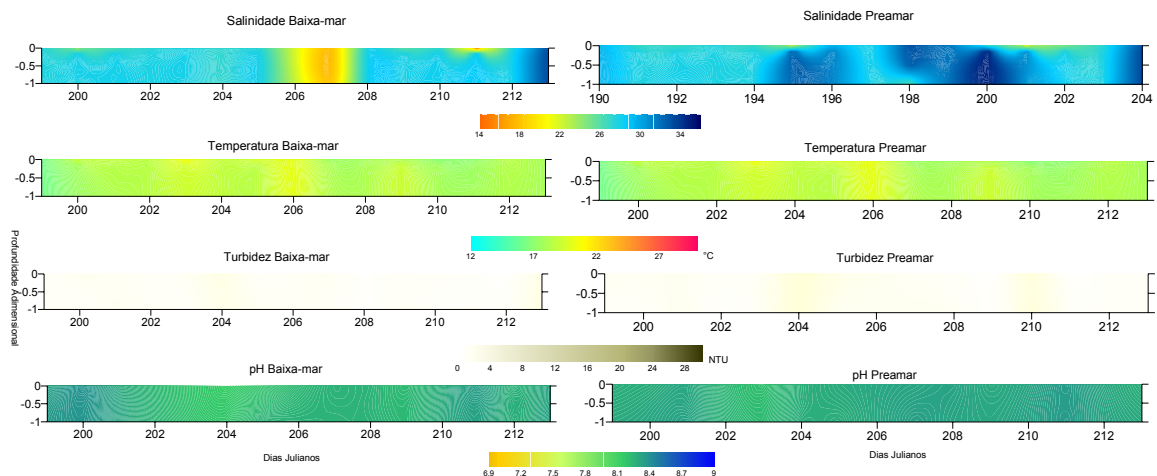 Salinidade Baixa-mar
Salinidade Preamar
0
-0.5
-1
200 202 204 206 208 210 212
0
-0.5
-1
190 192 194 196 198 200 202 204
14 18 22 26 30 34
Temperatura Baixa-mar
Temperatura Preamar
0
-0.5
-1
200 202 204 206 208 210 212
0
-0.5
-1
200 202 204 206 208 210 212
12 17 22 27 °C
Profundidade Adimensional
Turbidez Baixa-mar
Turbidez Preamar
0
-0.5
-1
200 202 204 206 208 210 212
0
-0.5
-1
200 202 204 206 208 210 212
0 4 8 12 16 20 24 28 NTU
pH Baixa-mar
pH Preamar
0
-0.5
-1
200 202 204 206 208 210 212
0
-0.5
-1
200 202 204 206 208 210 212
Dias Julianos
Dias Julianos
6.9 7.2 7.5 7.8 8.1 8.4 8.7 9